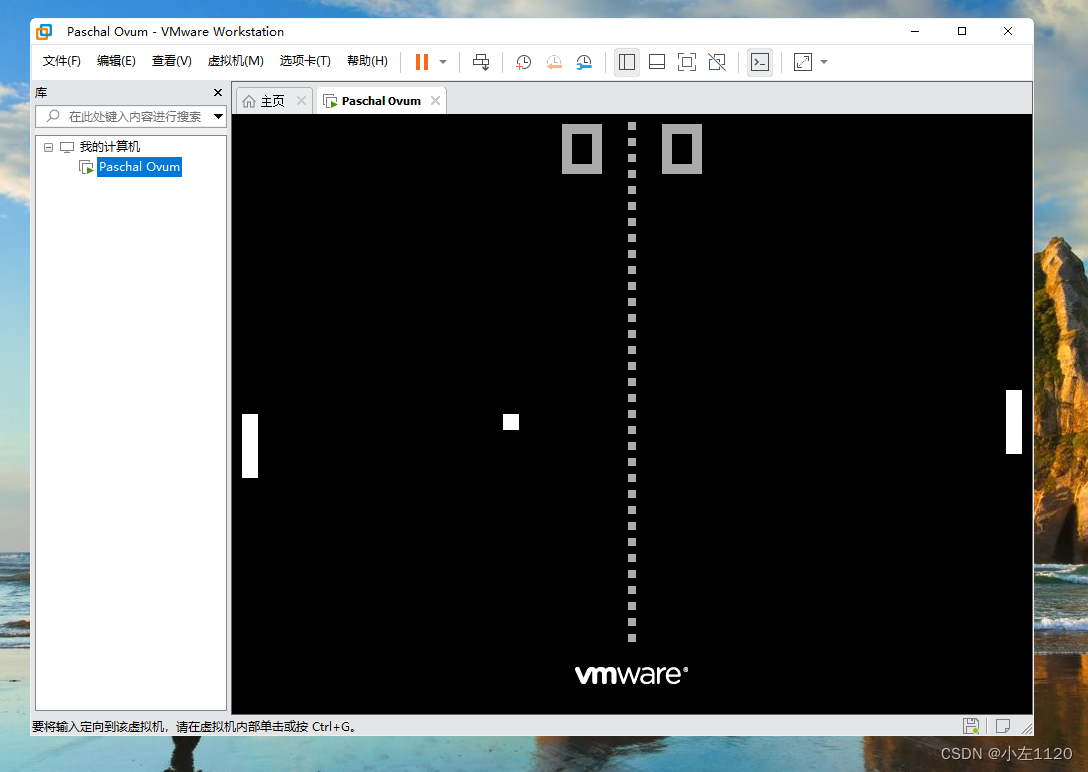 Paschal Ovum - VMware Workstation
文件(F) 编辑(E) 查看(V) 虚拟机(M) 选项卡(T) 帮助(H)
库
在此处键入内容进行搜索
我的计算机
Paschal Ovum
主页 Paschal Ovum
0 0
vmware®
要将输入定向到该虚拟机，请在虚拟机内部单击或按 Ctrl+G。
CSDN @小左1120